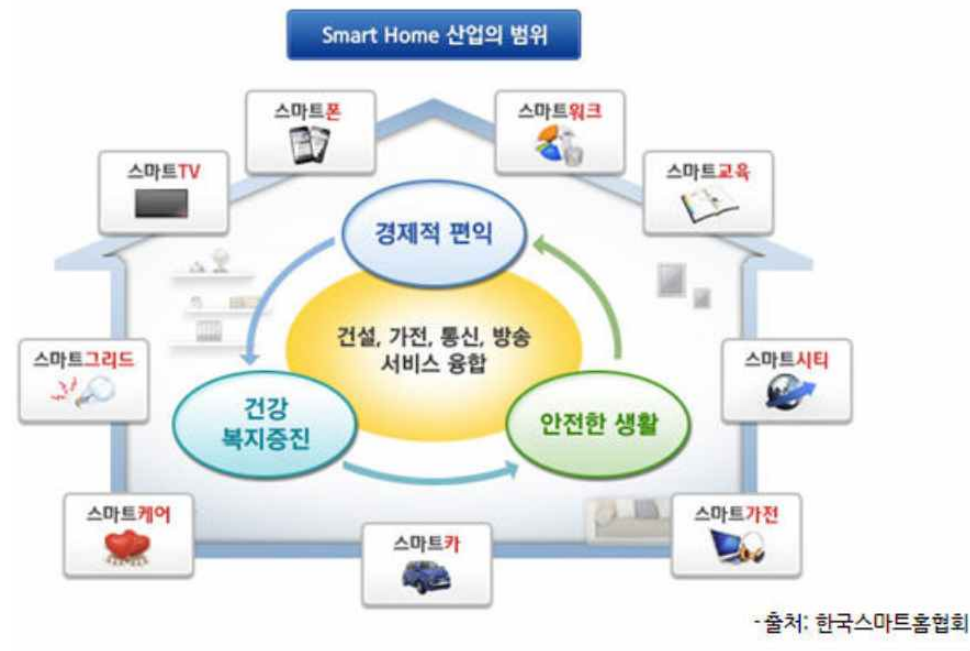 Smart Home 산업의 범위
스마트폰
스마트워크
스마트TV
스마트교육
경제적 편익
건설, 가전, 통신, 방송
서비스 융합
스마트그리드
스마트시티
건강
복지증진
안전한 생활
스마트케어
스마트카
스마트가전
-출처: 한국스마트홈협회